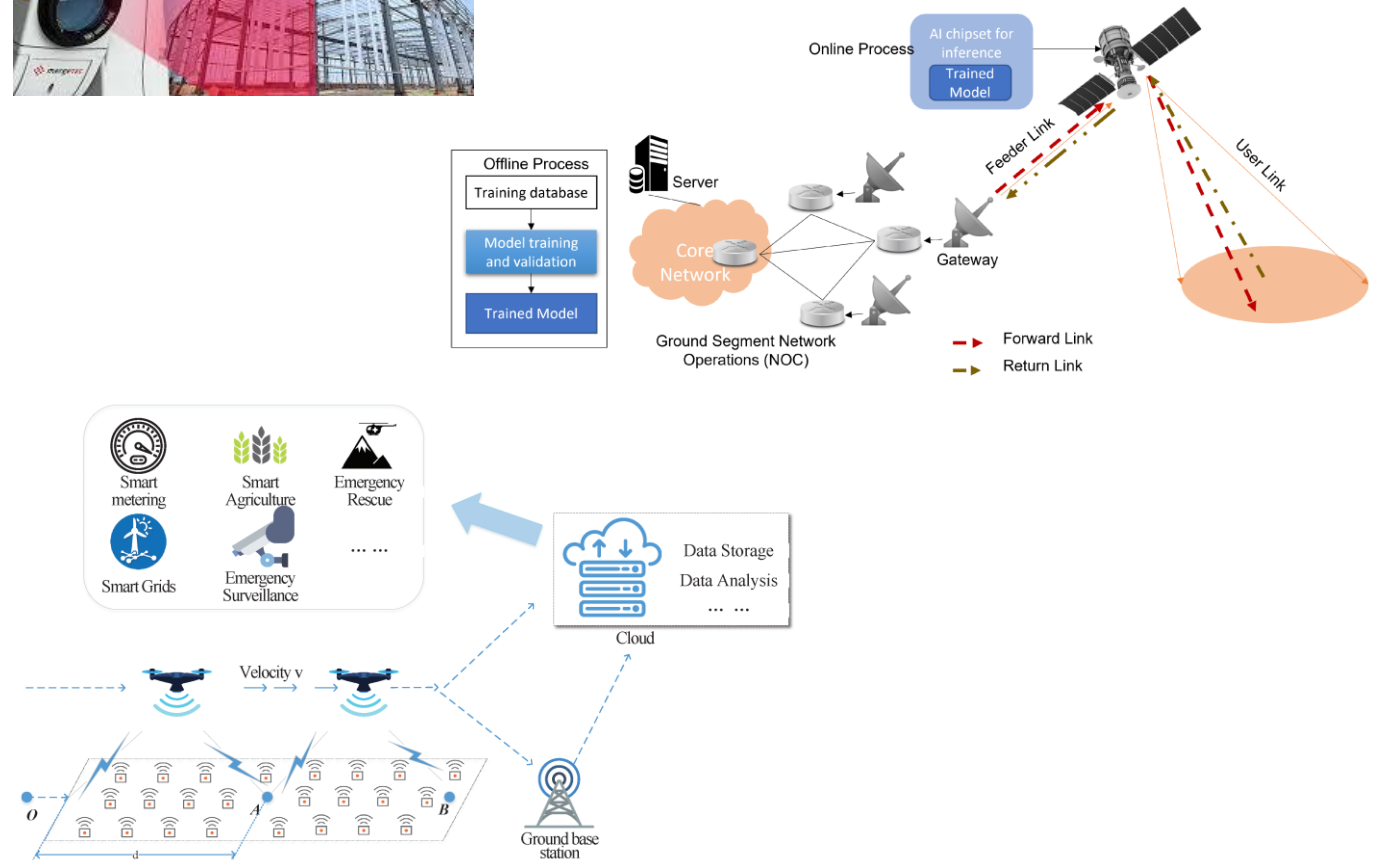 mangotec
Online Process
AI chipset for
inference
Trained
Model
Offline Process
Training database
Model training
and validation
Trained Model
Server
Core
Network
Gateway
Feeder Link
User Link
Ground Segment Network
Operations (NOC)
Forward Link
Return Link
Smart
metering
Smart
Agriculture
Emergency
Rescue
Smart Grids
Emergency
Surveillance
... ...
Data Storage
Data Analysis
... ...
Cloud
Velocity v
O
A
B
d
Ground base
station